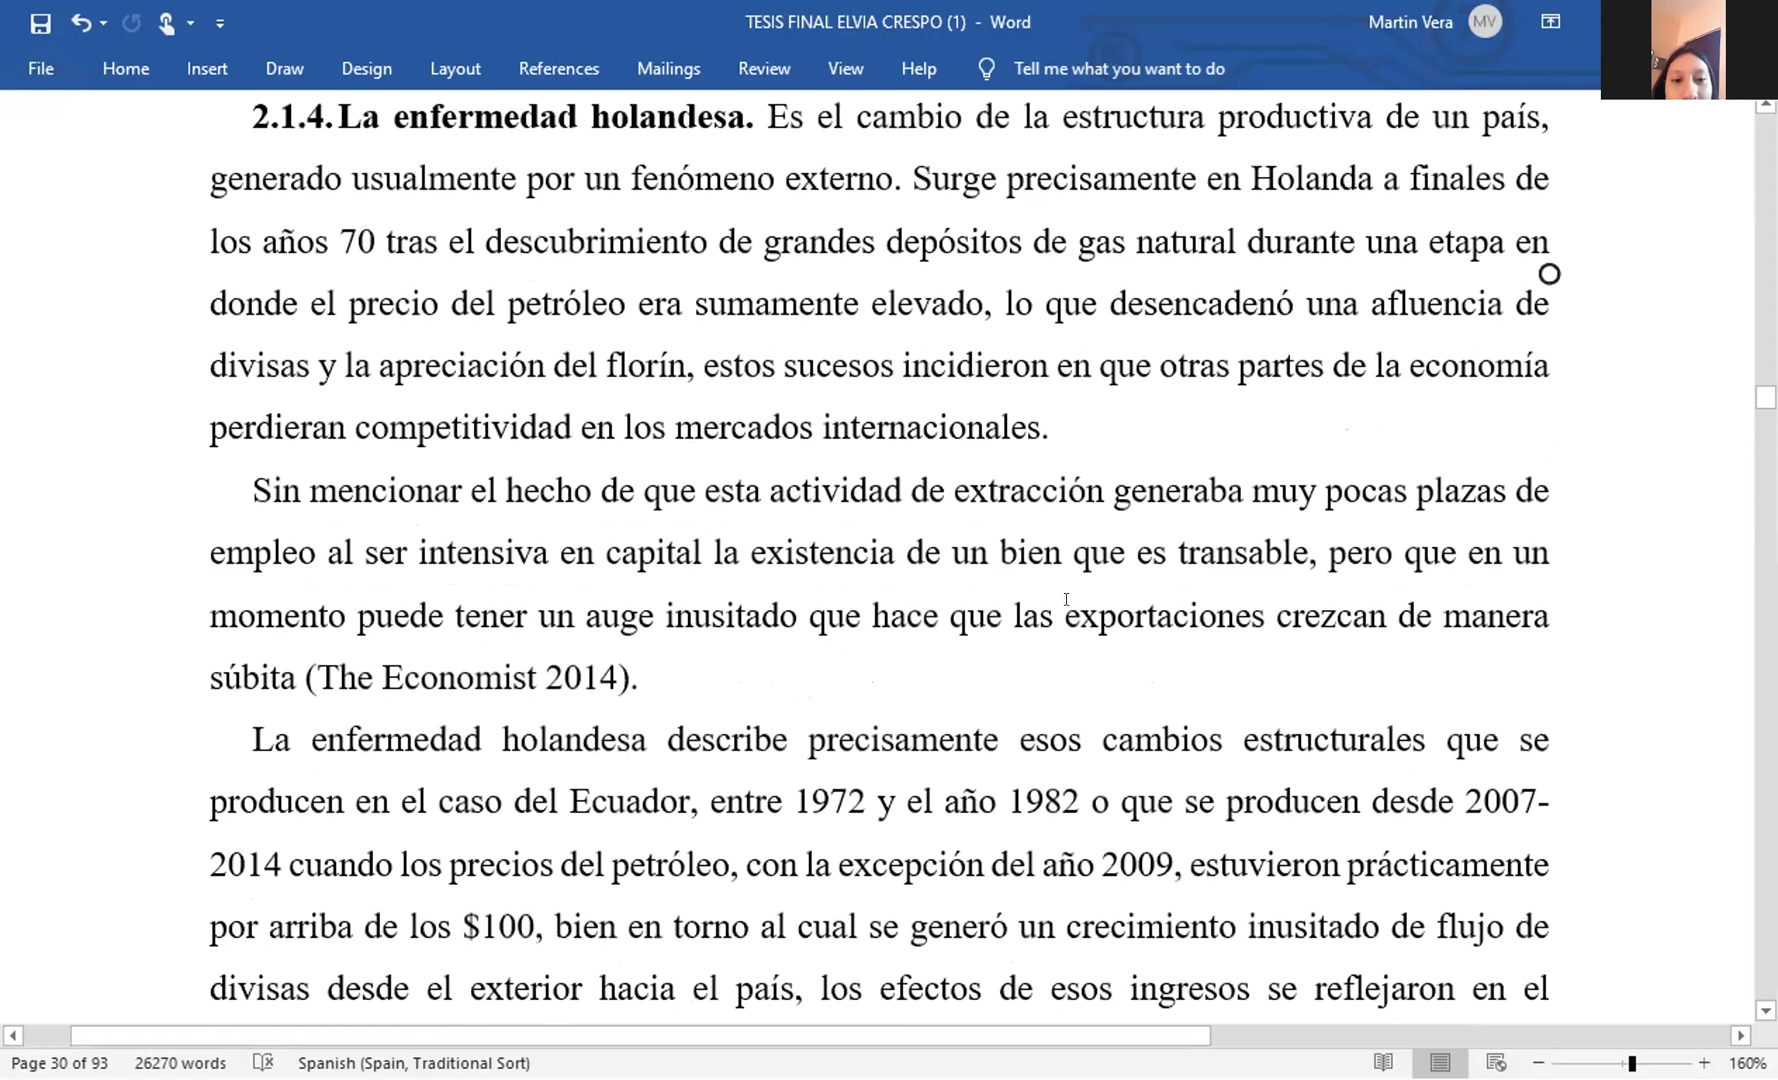 TESIS FINAL ELVIA CRESPO (1) - Word
Martin Vera MV
File Home Insert Draw Design Layout References Mailings Review View Help Tell me what you want to do
2.1.4. La enfermedad holandesa. Es el cambio de la estructura productiva de un país,
generado usualmente por un fenómeno externo. Surge precisamente en Holanda a finales de
los años 70 tras el descubrimiento de grandes depósitos de gas natural durante una etapa en
donde el precio del petróleo era sumamente elevado, lo que desencadenó una afluencia de
divisas y la apreciación del florín, estos sucesos incidieron en que otras partes de la economía
perdieran competitividad en los mercados internacionales.
Sin mencionar el hecho de que esta actividad de extracción generaba muy pocas plazas de
empleo al ser intensiva en capital la existencia de un bien que es transable, pero que en un
momento puede tener un auge inusitado que hace que las exportaciones crezcan de manera
súbita (The Economist 2014).
La enfermedad holandesa describe precisamente esos cambios estructurales que se
producen en el caso del Ecuador, entre 1972 y el año 1982 o que se producen desde 2007-
2014 cuando los precios del petróleo, con la excepción del año 2009, estuvieron prácticamente
por arriba de los $100, bien en torno al cual se generó un crecimiento inusitado de flujo de
divisas desde el exterior hacia el país, los efectos de esos ingresos se reflejaron en el
Page 30 of 93 26270 words Spanish (Spain, Traditional Sort) 160%